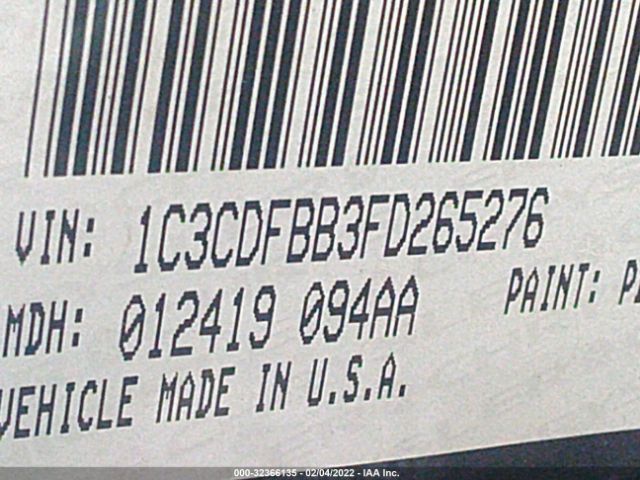 VIN: 1C3CDFBB3FD265276
MDH: 012419 094AA PAINT:
VEHICLE MADE IN U.S.A.
000-32366135 - 02/04/2022 - IAA Inc.